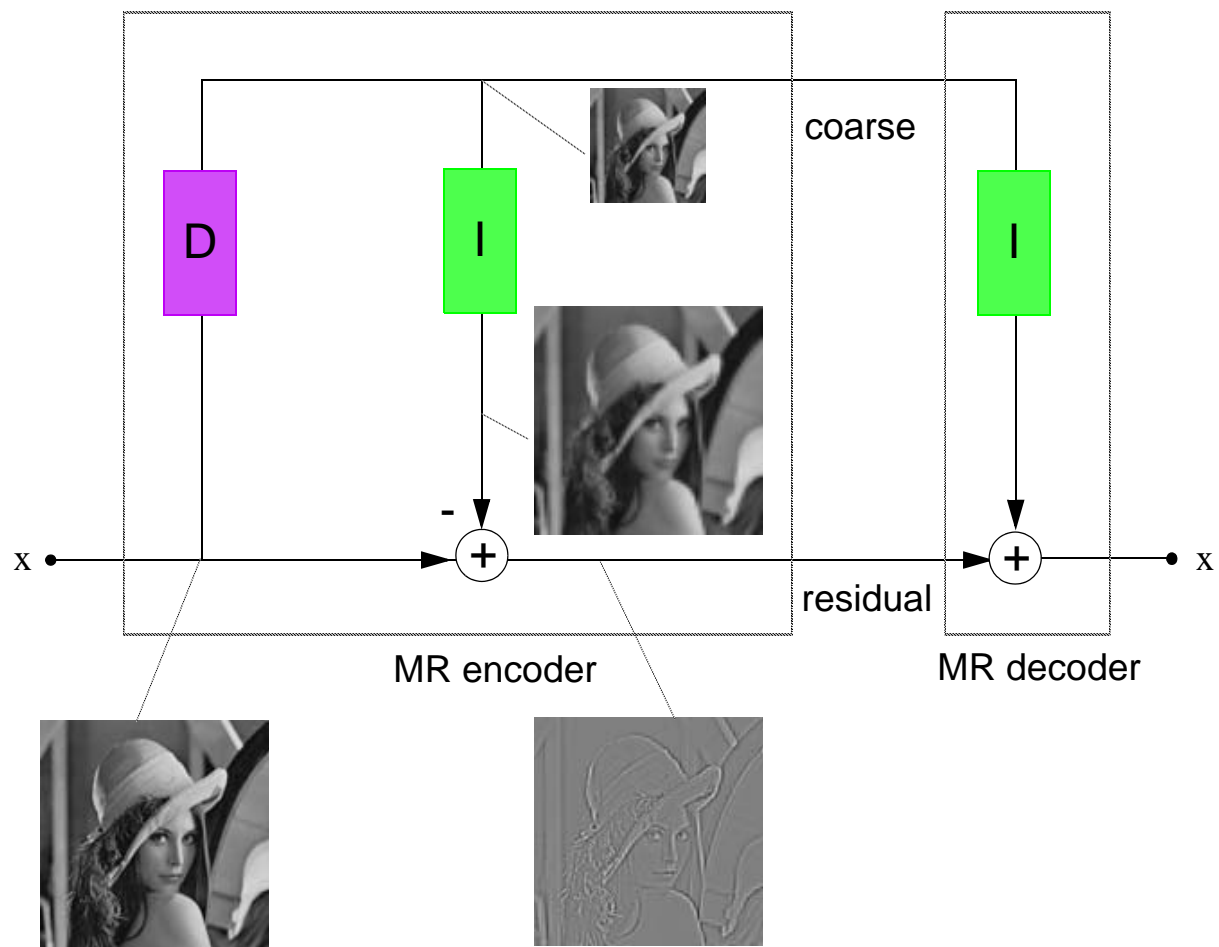 coarse
D
I
I
-
x
+
+
x
residual
MR encoder
MR decoder